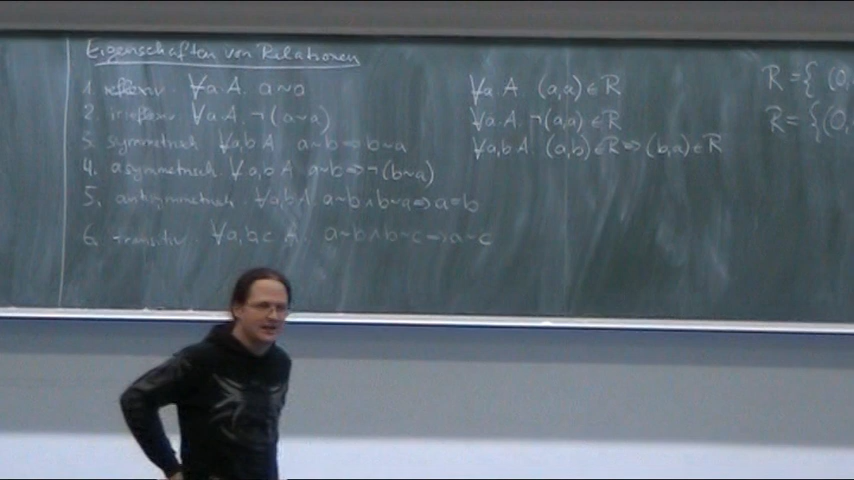 Eigenschaften von Relationen
1. reflexiv. ∀a∈A. a~a
2. irreflexiv. ∀a∈A. ¬(a~a)
3. symmetrisch ∀a,b∈A a~b ⇒ b~a
4. asymmetrisch. ∀a,b∈A a~b ⇒ ¬(b~a)
5. antisymmetrisch. ∀a,b∈A a~b ∧ b~a ⇒ a=b
6. transitiv. ∀a,b,c∈A. a~b ∧ b~c ⇒ a~c
∀a∈A (a,a)∈R
∀a∈A. ¬(a,a)∈R
∀a,b∈A. (a,b)∈R ⇒ (b,a)∈R
R = { (0,
R = { (0,